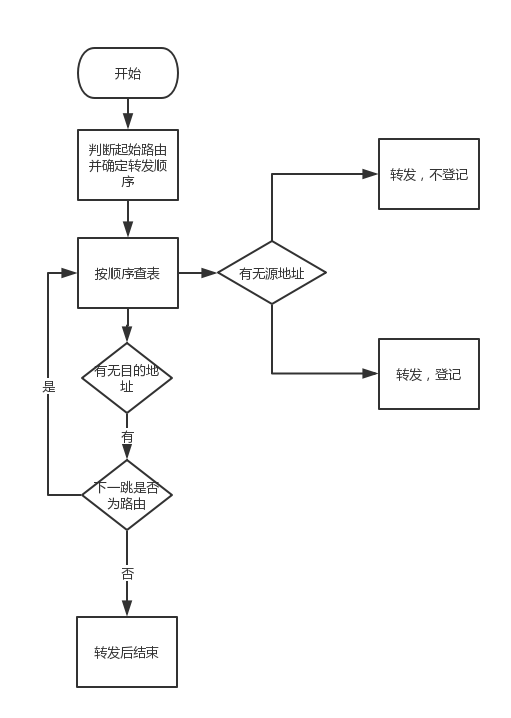 开始
判断起始路由
并确定转发顺
序
按顺序查表
有无源地址
转发，不登记
转发，登记
有无目的地
址
是
有
下一跳是否
为路由
否
转发后结束